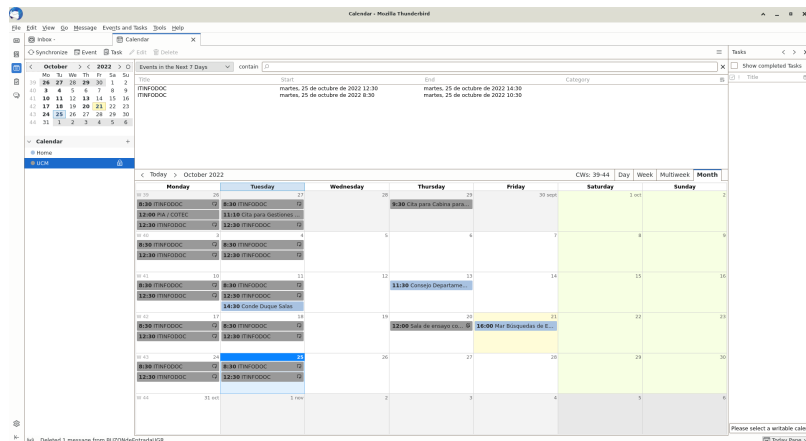 Calendar - Mozilla Thunderbird
File Edit View Go Message Events and Tasks Tools Help
Inbox -
Calendar
Synchronize Event Task Edit Delete
Tasks
October 2022
Mo Tu We Th Fr Sa Su
39 26 27 28 29 30 1 2
40 3 4 5 6 7 8 9
41 10 11 12 13 14 15 16
42 17 18 19 20 21 22 23
43 24 25 26 27 28 29 30
44 31 1 2 3 4 5 6
Calendar
Home
UCM
Events in the Next 7 Days contain
Show completed Tasks
Title
Title Start End Category
ITINFODOC martes, 25 de octubre de 2022 12:30 martes, 25 de octubre de 2022 14:30
ITINFODOC martes, 25 de octubre de 2022 8:30 martes, 25 de octubre de 2022 10:30
Today October 2022 CWs: 39-44 Day Week Multiweek Month
Monday Tuesday Wednesday Thursday Friday Saturday Sunday
W 39 26 27 28 29 30 sept 1 oct 2
8:30 ITINFODOC 8:30 ITINFODOC 9:30 Cita para Cabina para...
12:00 PIA / COTEC 11:10 Cita para Gestiones ...
12:30 ITINFODOC 12:30 ITINFODOC
W 40 3 4 5 6 7 8 9
8:30 ITINFODOC 8:30 ITINFODOC
12:30 ITINFODOC 12:30 ITINFODOC
W 41 10 11 12 13 14 15 16
8:30 ITINFODOC 8:30 ITINFODOC 11:30 Consejo Departame...
12:30 ITINFODOC 12:30 ITINFODOC
14:30 Conde Duque Salas
W 42 17 18 19 20 21 22 23
8:30 ITINFODOC 8:30 ITINFODOC 12:00 Sala de ensayo co... 16:00 Mar Búsquedas de E...
12:30 ITINFODOC 12:30 ITINFODOC
W 43 24 25 26 27 28 29 30
8:30 ITINFODOC 8:30 ITINFODOC
12:30 ITINFODOC 12:30 ITINFODOC
W 44 31 oct 1 nov 2 3 4 5 6
Please select a writable cale
Deleted 1 message from BUZONdeEntradaUGR
Today Pane